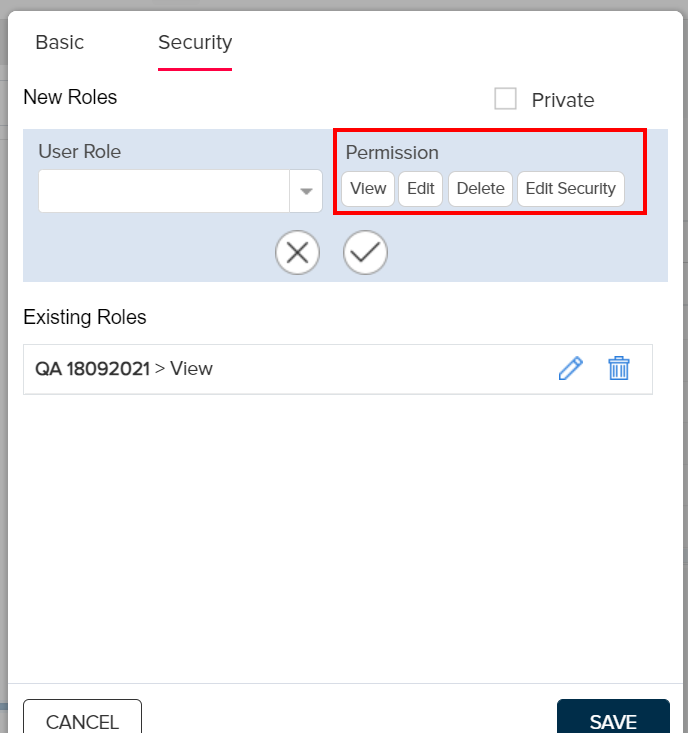 Basic Security
New Roles Private
User Role Permission
View Edit Delete Edit Security
Existing Roles
QA 18092021 > View
CANCEL SAVE